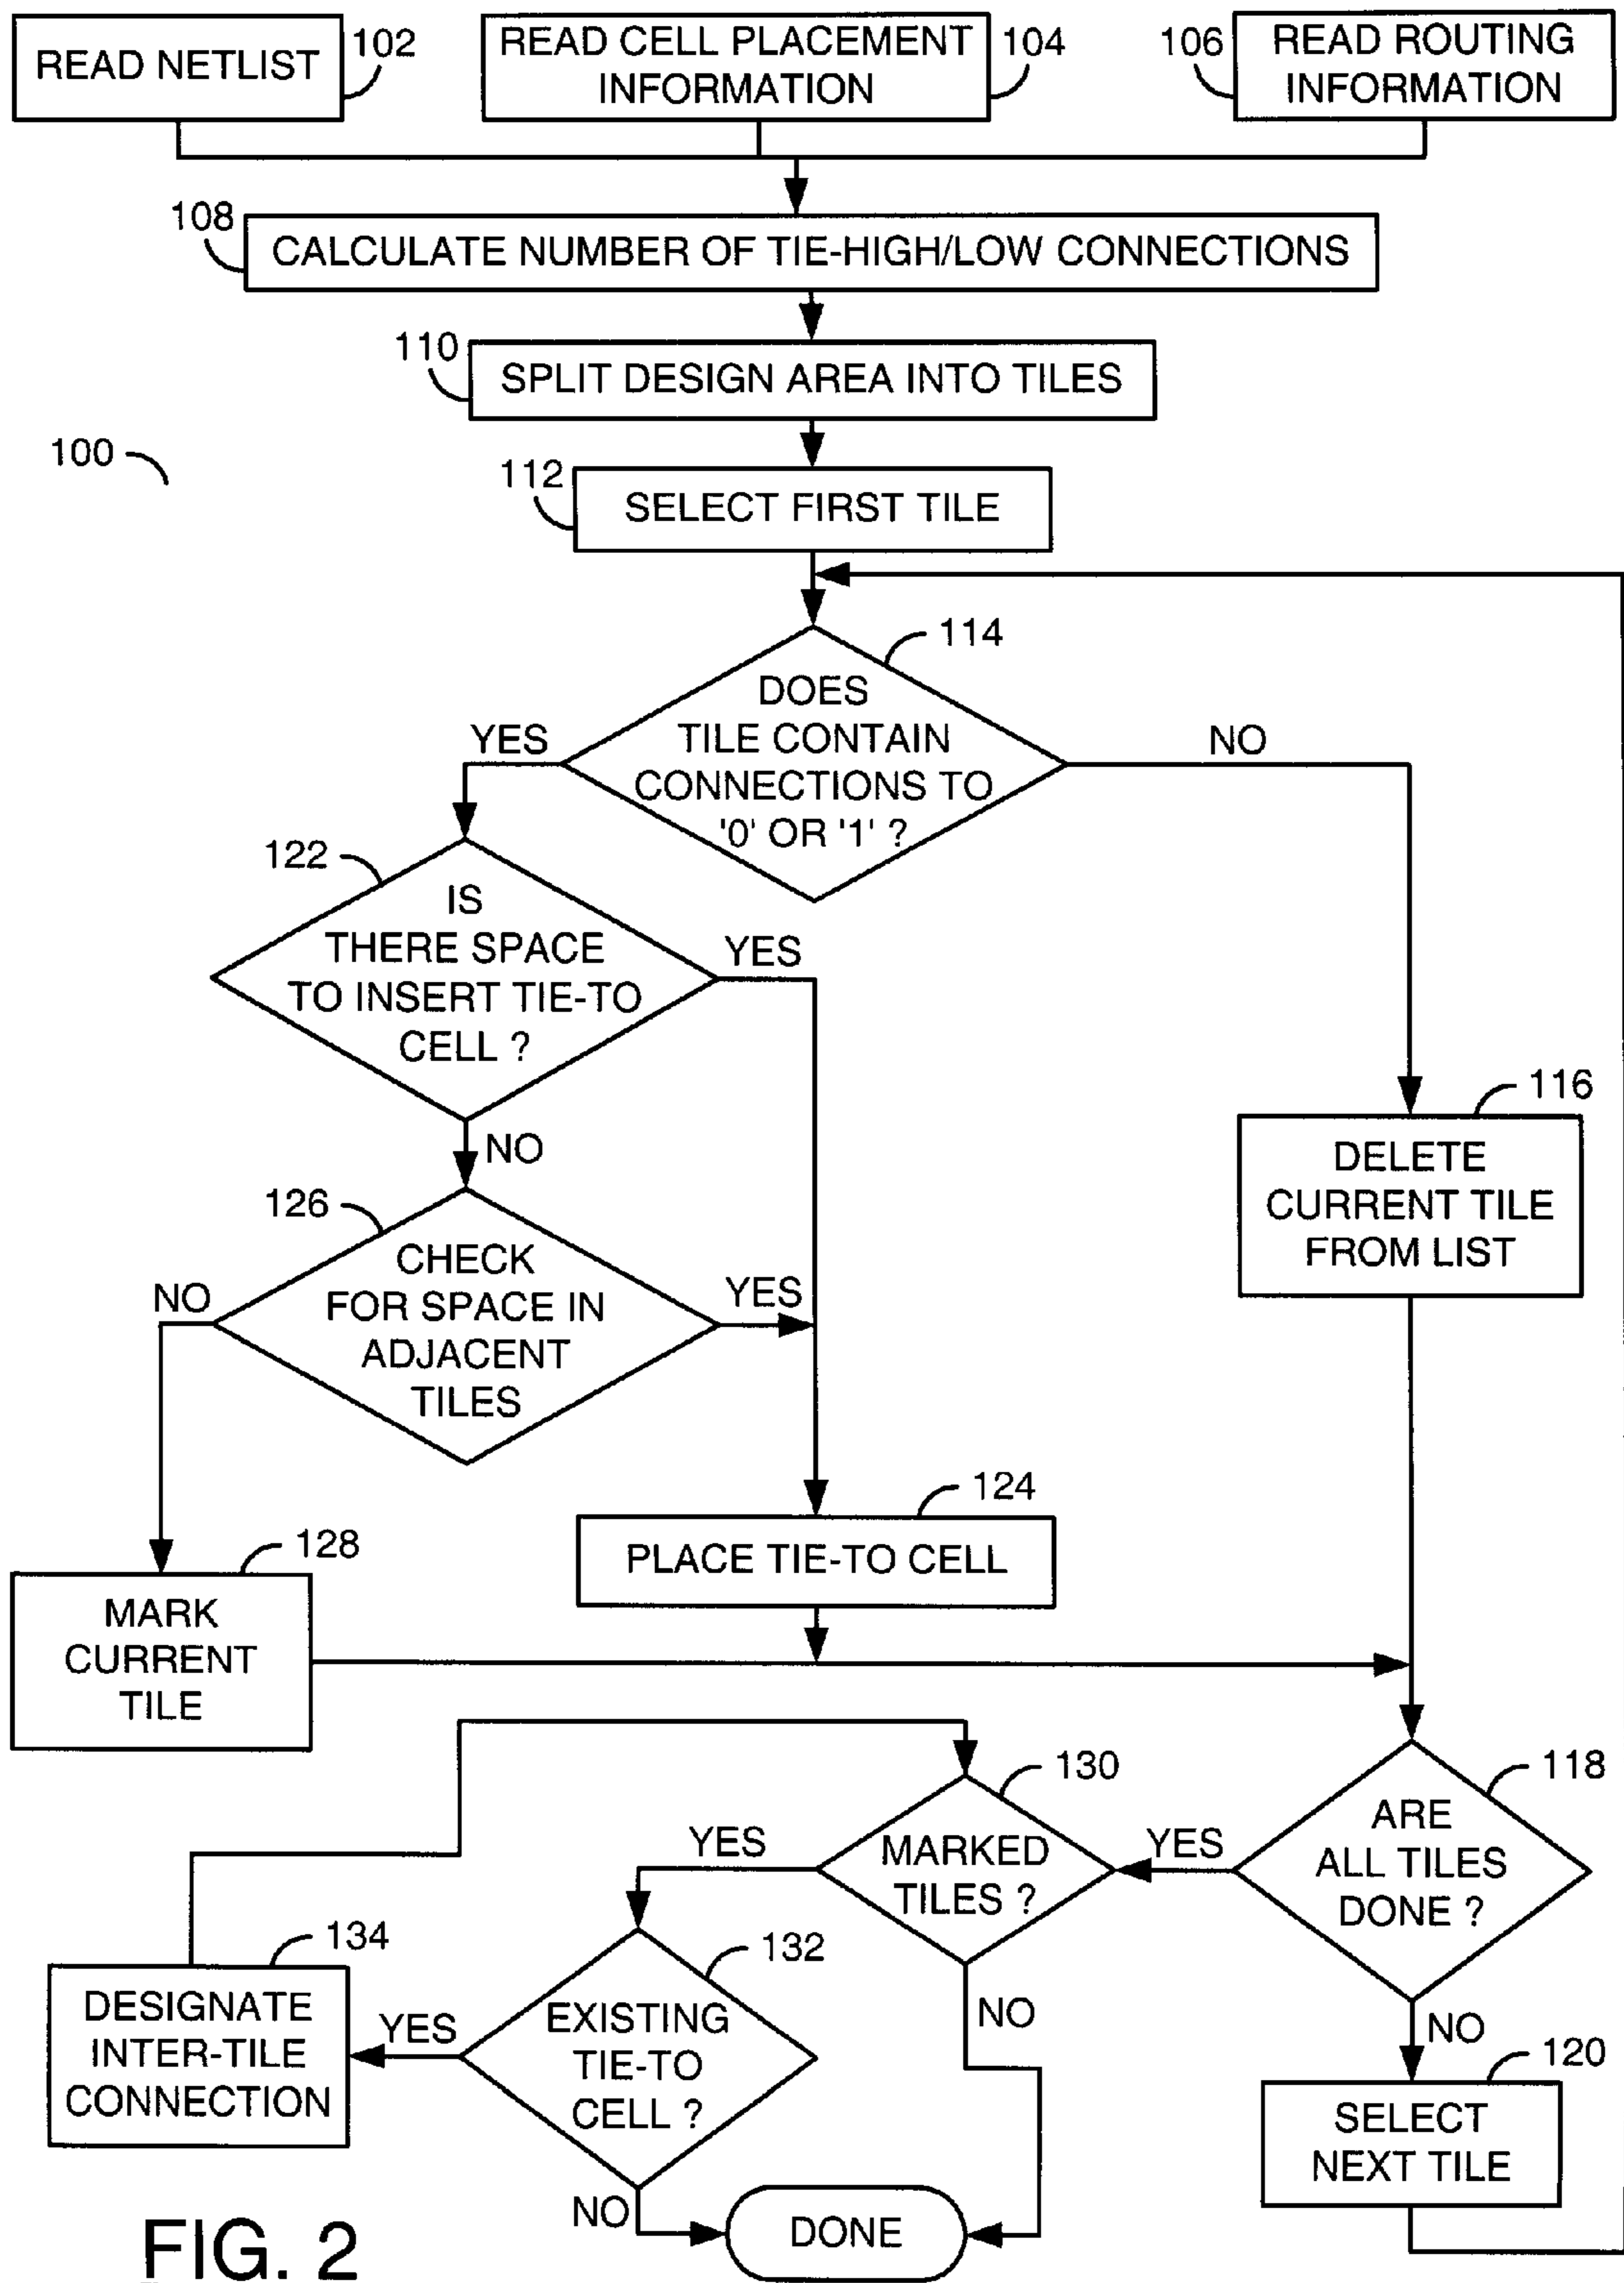 READ NETLIST
102
READ CELL PLACEMENT
INFORMATION
104
106
READ ROUTING
INFORMATION
108
CALCULATE NUMBER OF TIE-HIGH/LOW CONNECTIONS
110
SPLIT DESIGN AREA INTO TILES
100
112
SELECT FIRST TILE
114
DOES
TILE CONTAIN
CONNECTIONS TO
'0' OR '1' ?
YES
NO
122
IS
THERE SPACE
TO INSERT TIE-TO
CELL ?
YES
NO
116
DELETE
CURRENT TILE
FROM LIST
126
CHECK
FOR SPACE IN
ADJACENT
TILES
NO
YES
124
PLACE TIE-TO CELL
128
MARK
CURRENT
TILE
130
MARKED
TILES ?
YES
YES
118
ARE
ALL TILES
DONE ?
134
DESIGNATE
INTER-TILE
CONNECTION
YES
132
EXISTING
TIE-TO
CELL ?
NO
NO
120
SELECT
NEXT TILE
NO
DONE
FIG. 2